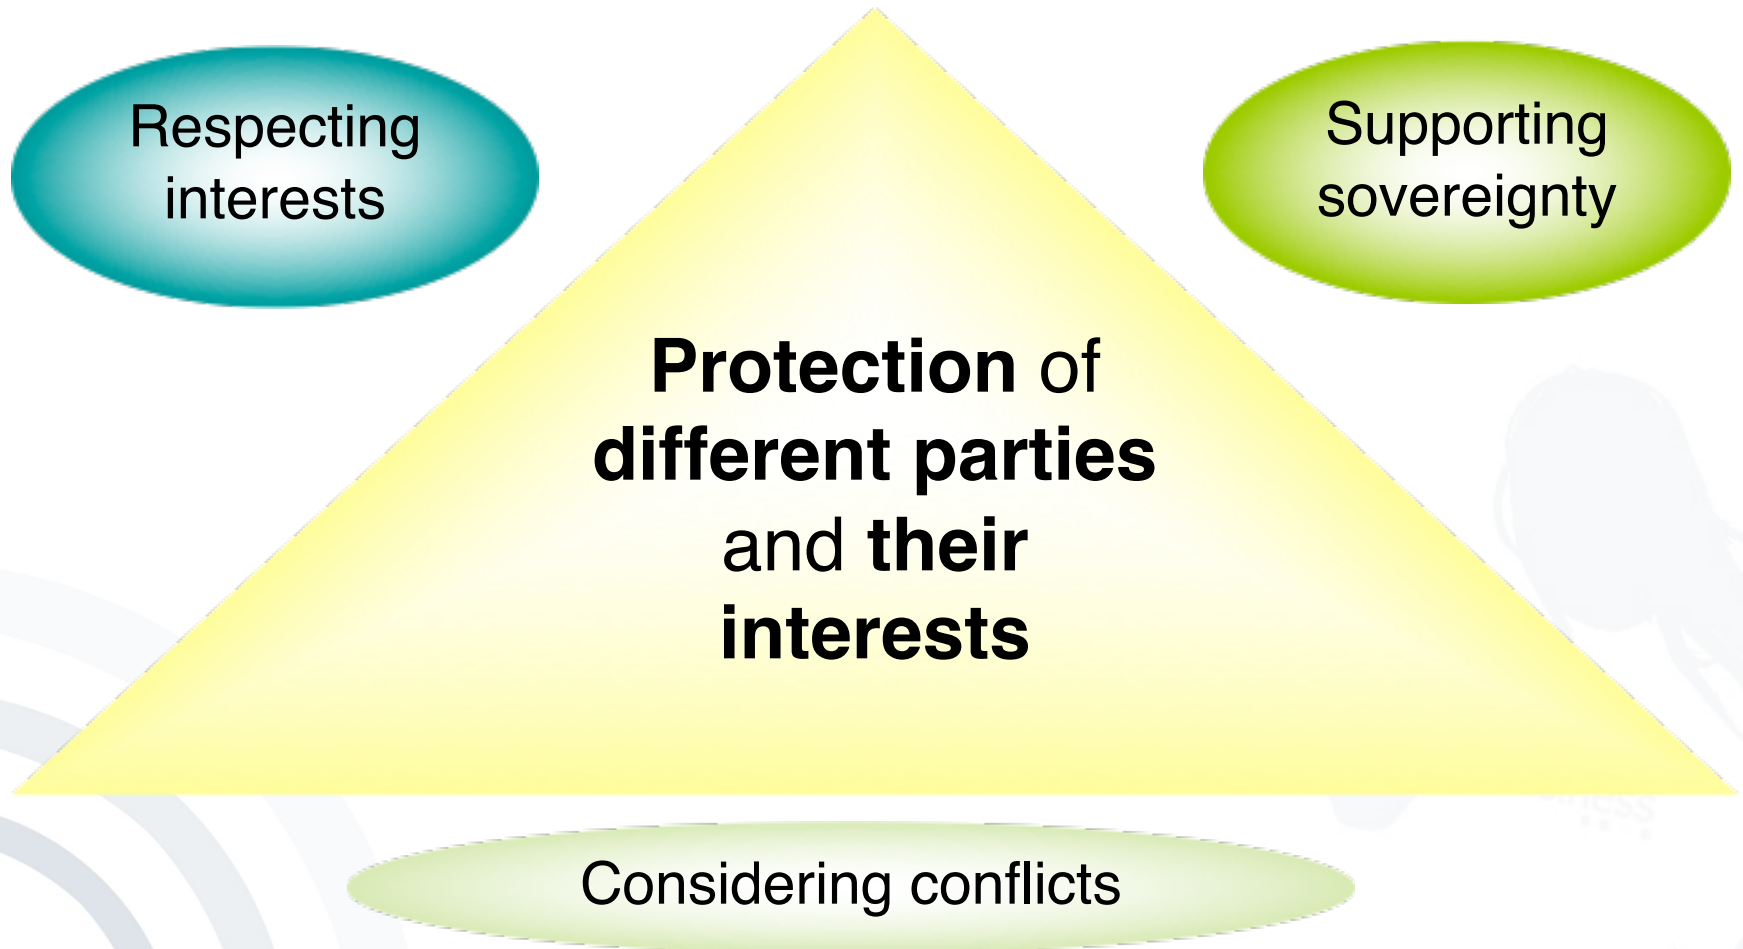 Respecting
interests
Supporting
sovereignty
Protection of
different parties
and their
interests
Considering conflicts